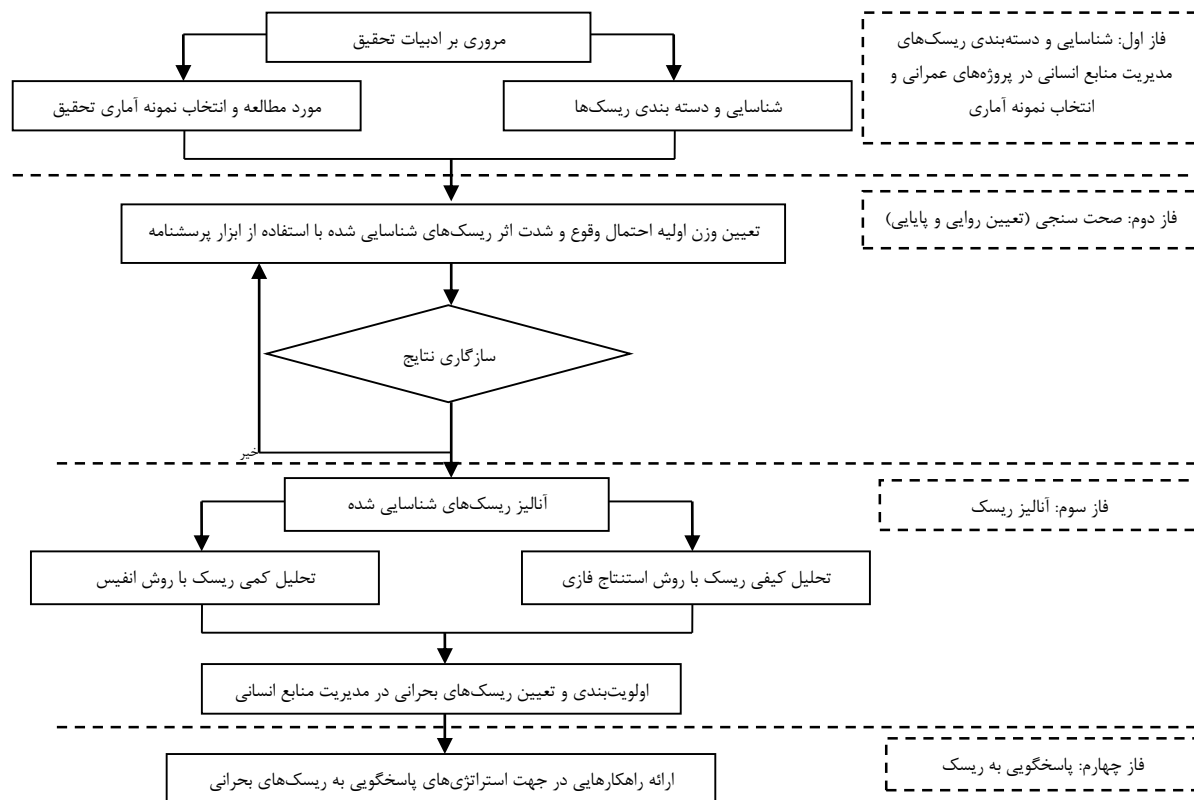 مروری بر ادبیات تحقیق
فاز اول: شناسایی و دسته‌بندی ریسک‌های
مدیریت منابع انسانی در پروژه‌های عمرانی و
انتخاب نمونه آماری
شناسایی و دسته بندی ریسک‌ها
مورد مطالعه و انتخاب نمونه آماری تحقیق
فاز دوم: صحت سنجی (تعیین روایی و پایایی)
تعیین وزن اولیه احتمال وقوع و شدت اثر ریسک‌های شناسایی شده با استفاده از ابزار پرسشنامه
سازگاری نتایج
خیر
فاز سوم: آنالیز ریسک
آنالیز ریسک‌های شناسایی شده
تحلیل کیفی ریسک با روش استنتاج فازی
تحلیل کمی ریسک با روش انفیس
اولویت‌بندی و تعیین ریسک‌های بحرانی در مدیریت منابع انسانی
فاز چهارم: پاسخگویی به ریسک
ارائه راهکارهایی در جهت استراتژی‌های پاسخگویی به ریسک‌های بحرانی